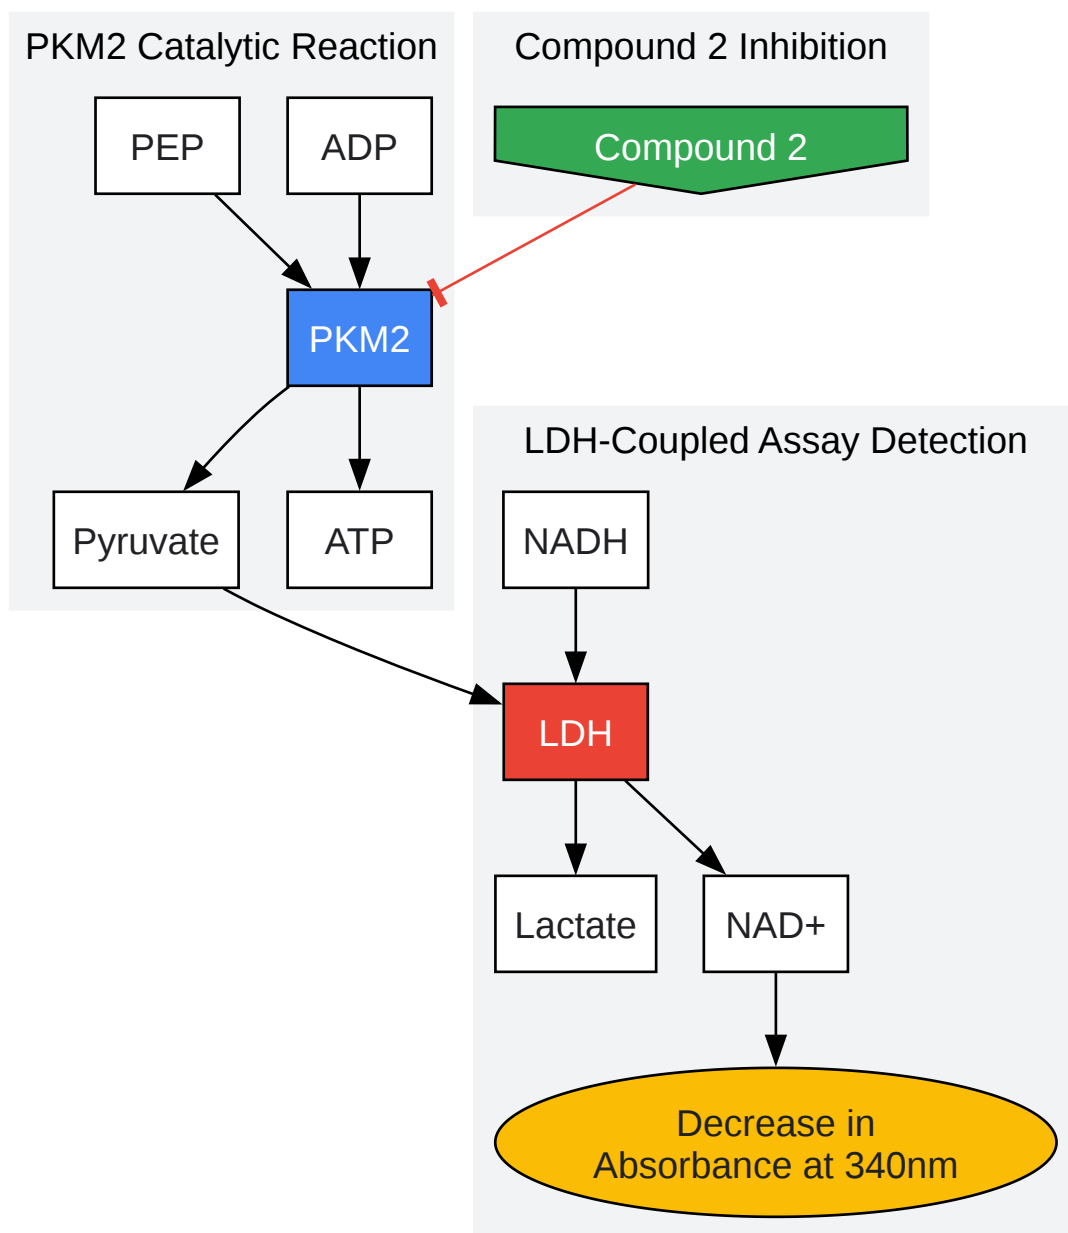 PKM2 Catalytic Reaction
Compound 2 Inhibition
PEP
ADP
Compound 2
PKM2
LDH-Coupled Assay Detection
Pyruvate
ATP
NADH
LDH
Lactate
NAD+
Decrease in
Absorbance at 340nm